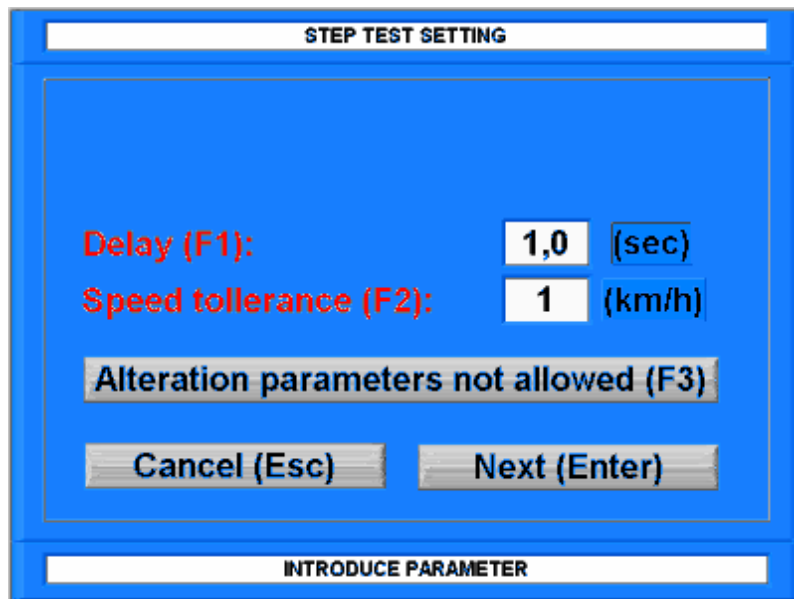 STEP TEST SETTING
Delay (F1): 1,0 (sec)
Speed tollerance (F2): 1 (km/h)
Alteration parameters not allowed (F3)
Cancel (Esc) Next (Enter)
INTRODUCE PARAMETER